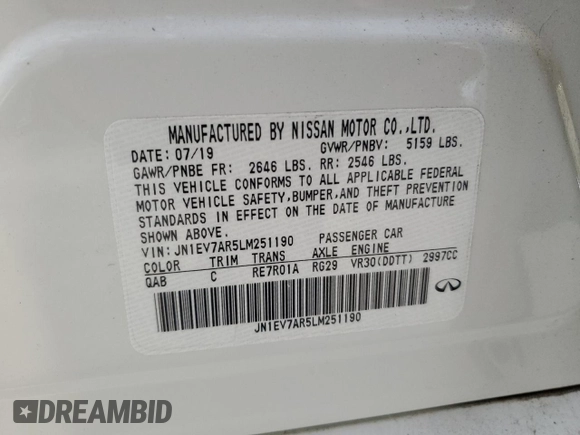 MANUFACTURED BY NISSAN MOTOR CO.,LTD.
DATE: 07/19 GVWR/PNBV: 5159 LBS.
GAWR/PNBE FR: 2646 LBS. RR: 2546 LBS.
THIS VEHICLE CONFORMS TO ALL APPLICABLE FEDERAL
MOTOR VEHICLE SAFETY, BUMPER, AND THEFT PREVENTION
STANDARDS IN EFFECT ON THE DATE OF MANUFACTURE
SHOWN ABOVE.
VIN: JN1EV7AR5LM251190 PASSENGER CAR
COLOR TRIM TRANS AXLE ENGINE
QAB C RE7R01A RG29 VR30(DDTT) 2997CC
JN1EV7AR5LM251190
DREAMBID